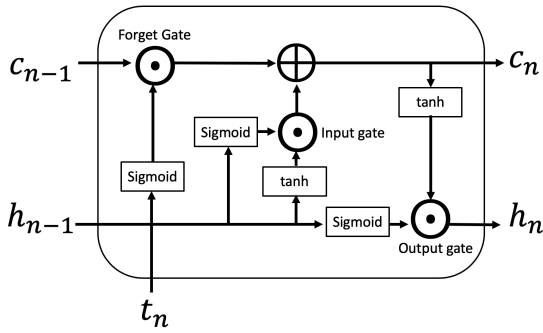 Forget Gate
c_{n-1}
c_n
tanh
Sigmoid
Input gate
Sigmoid
tanh
h_{n-1}
Sigmoid
h_n
Output gate
t_n